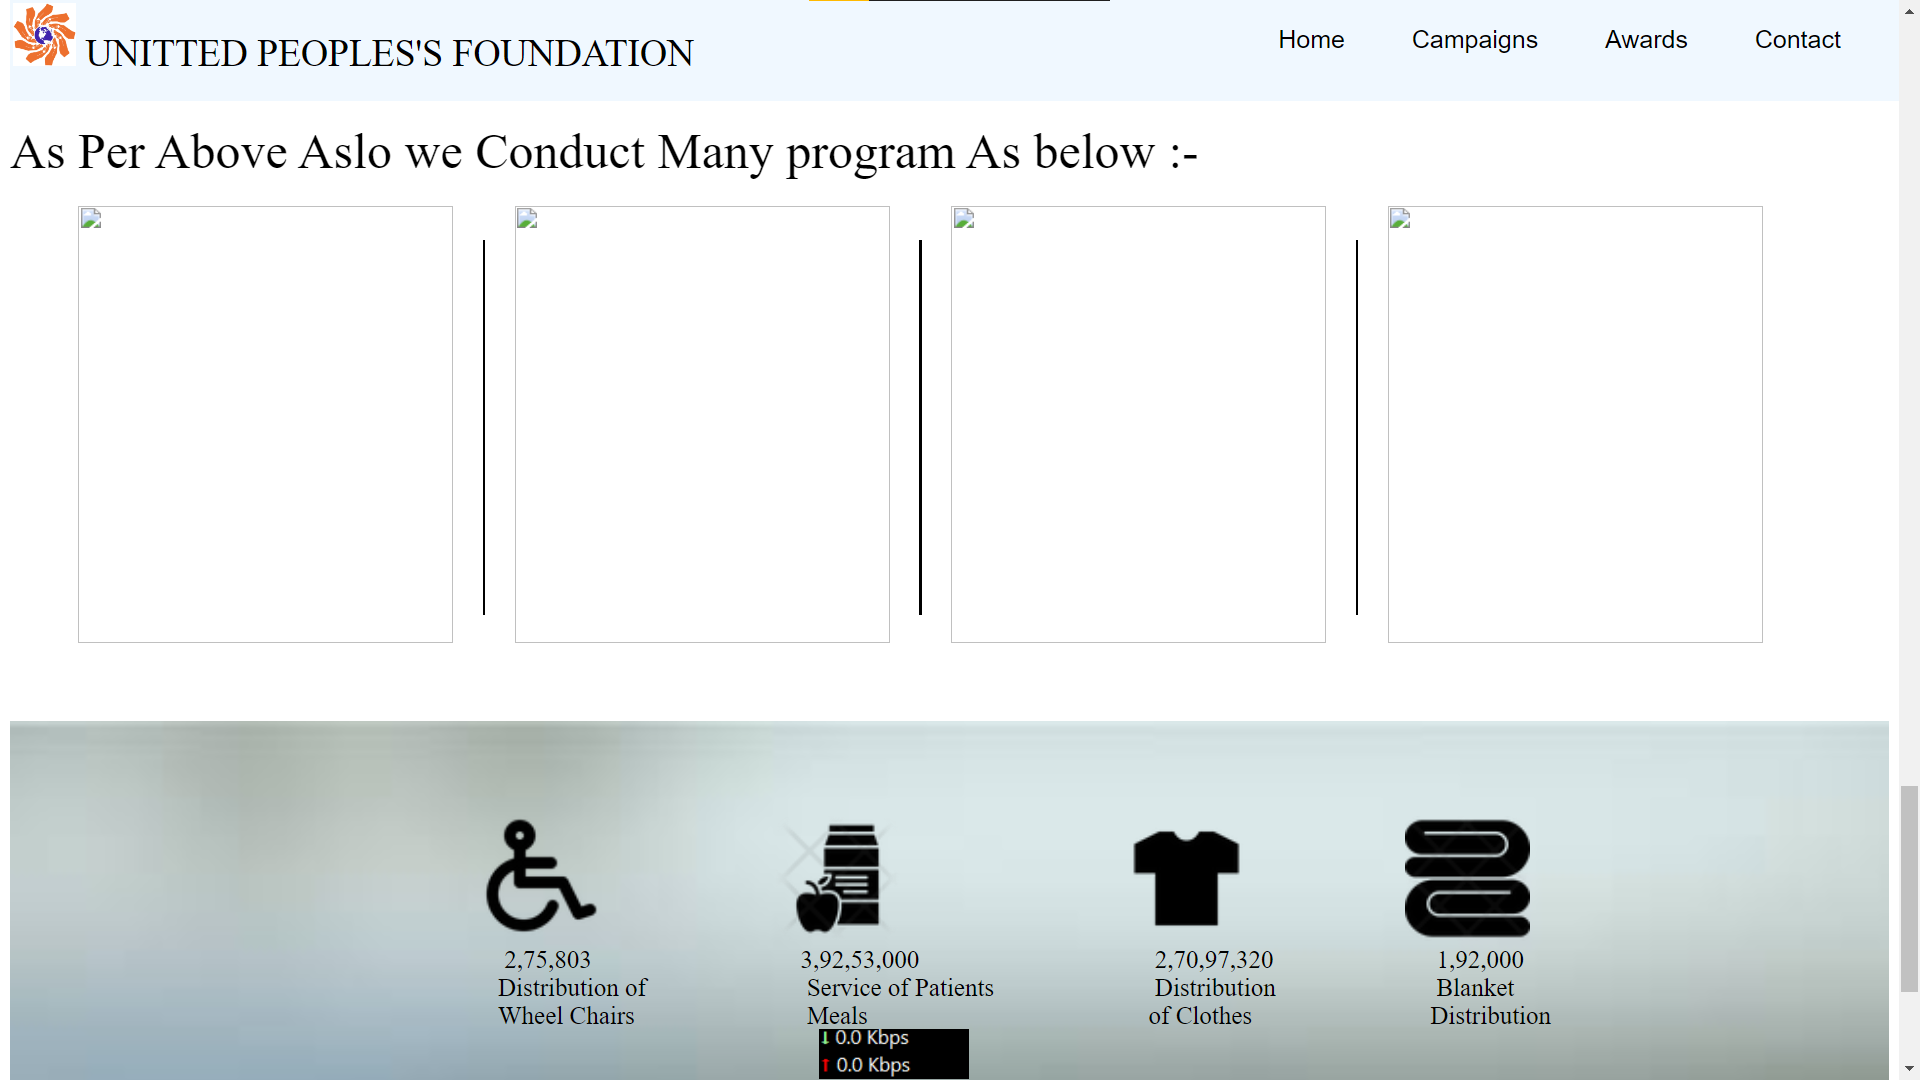 UNITTED PEOPLES'S FOUNDATION
Home Campaigns Awards Contact
As Per Above Aslo we Conduct Many program As below :-
2,75,803
Distribution of
Wheel Chairs
3,92,53,000
Service of Patients
Meals
2,70,97,320
Distribution
of Clothes
1,92,000
Blanket
Distribution
↓ 0.0 Kbps
↑ 0.0 Kbps